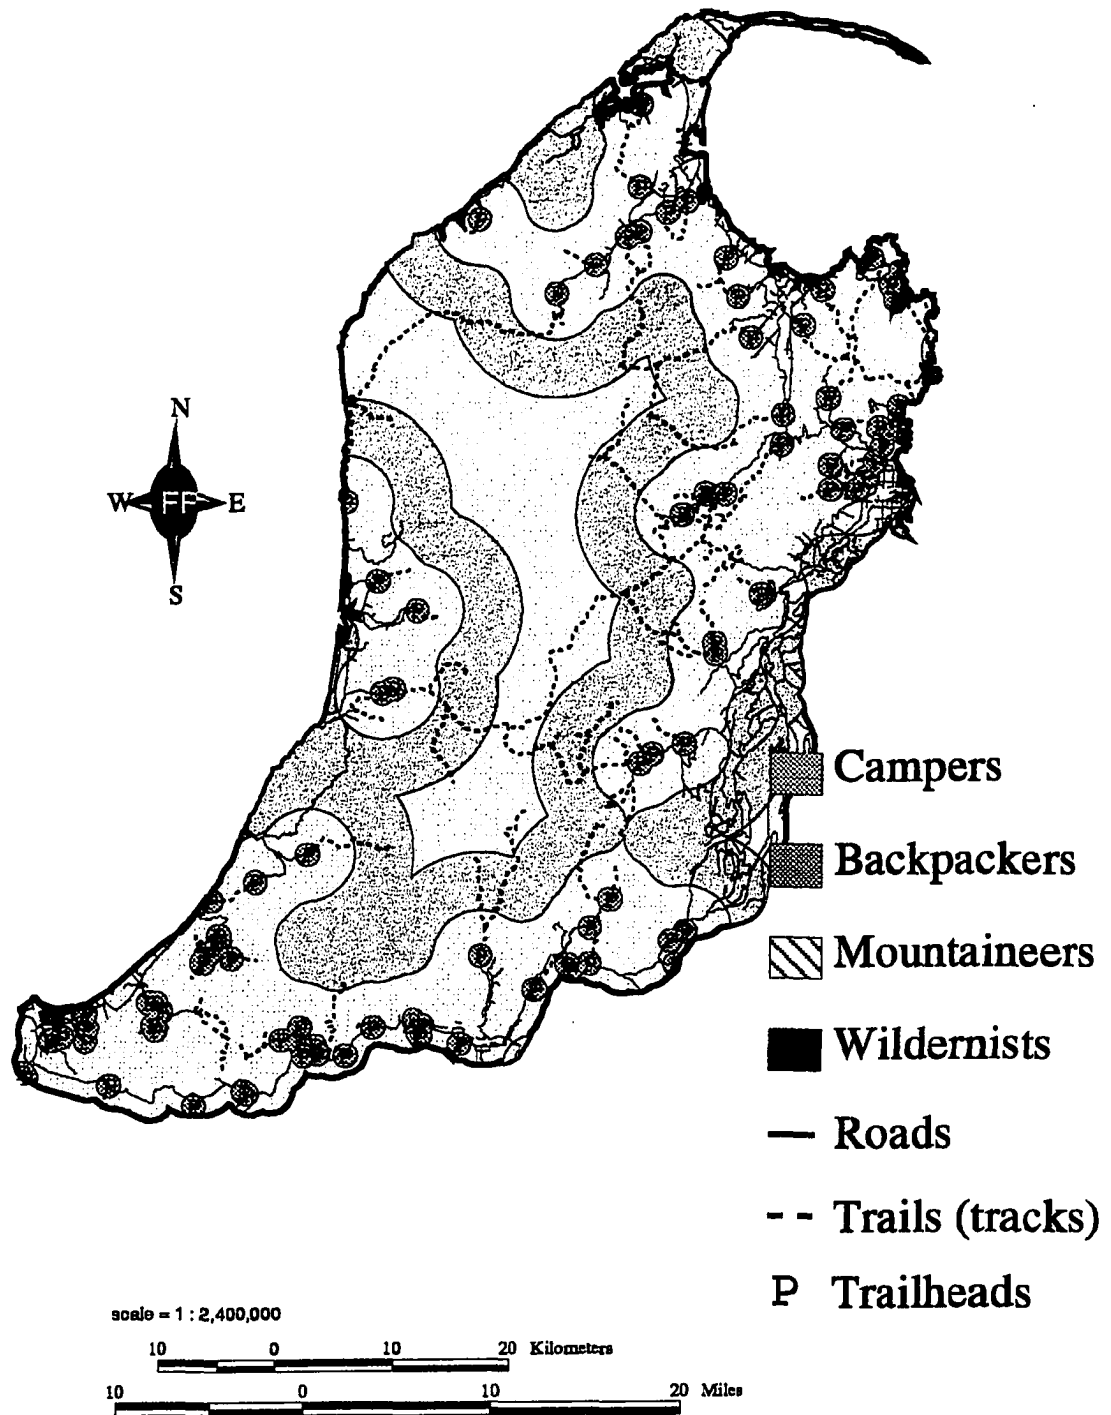 N
W FF E
S
Campers
Backpackers
Mountaineers
Wildernists
Roads
Trails (tracks)
P Trailheads
scale = 1 : 2,400,000
10 0 10 20 Kilometers
10 0 10 20 Miles